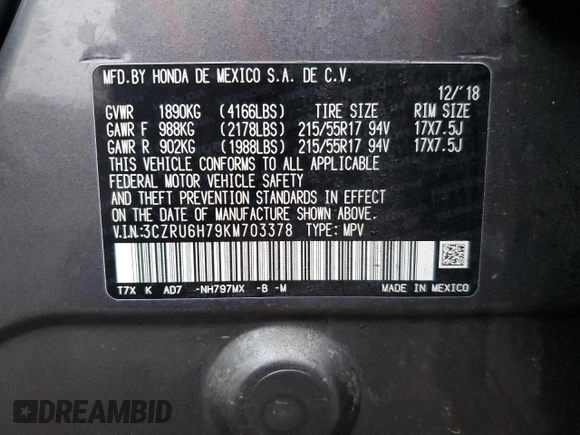 MFD.BY HONDA DE MEXICO S.A. DE C.V.
12/'18
GVWR 1890KG (4166LBS) TIRE SIZE RIM SIZE
GAWR F 988KG (2178LBS) 215/55R17 94V 17X7.5J
GAWR R 902KG (1988LBS) 215/55R17 94V 17X7.5J
THIS VEHICLE CONFORMS TO ALL APPLICABLE
FEDERAL MOTOR VEHICLE SAFETY
AND THEFT PREVENTION STANDARDS IN EFFECT
ON THE DATE OF MANUFACTURE SHOWN ABOVE.
V.I.N:3CZRU6H79KM703378 TYPE: MPV
T7X K AD7 -NH797MX -B -M MADE IN MEXICO
DREAMBID